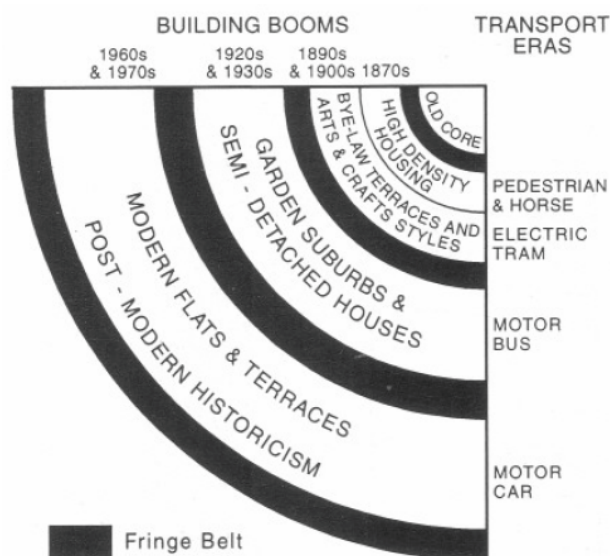 BUILDING BOOMS
TRANSPORT
ERAS
1960s
& 1970s
1920s
& 1930s
1890s
& 1900s
1870s
OLD CORE
HIGH DENSITY
HOUSING
BYE-LAW TERRACES AND
ARTS & CRAFTS STYLES
GARDEN SUBURBS &
SEMI - DETACHED HOUSES
MODERN FLATS & TERRACES
POST - MODERN HISTORICISM
PEDESTRIAN
& HORSE
ELECTRIC
TRAM
MOTOR
BUS
MOTOR
CAR
Fringe Belt